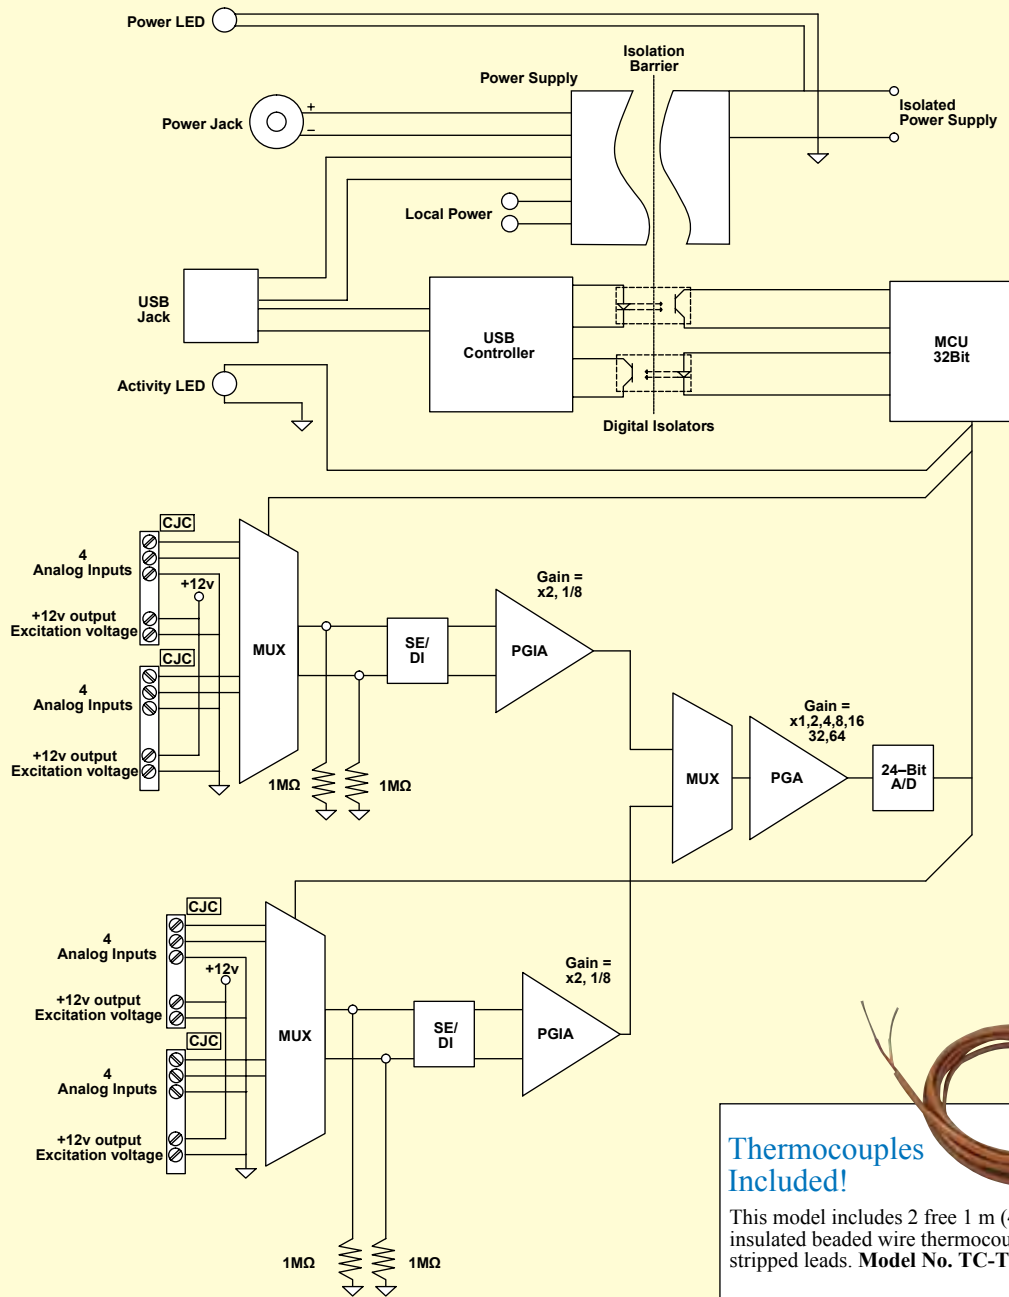 Power LED
Isolation
Barrier
Power Supply
Power Jack
+
–
Isolated
Power Supply
Local Power
USB
Jack
USB
Controller
MCU
32Bit
Activity LED
Digital Isolators
CJC
4
Analog Inputs
+12v
+12v output
Excitation voltage
CJC
4
Analog Inputs
+12v output
Excitation voltage
MUX
1MΩ
1MΩ
SE/
DI
Gain =
x2, 1/8
PGIA
MUX
Gain =
x1,2,4,8,16
32,64
PGA
24–Bit
A/D
CJC
4
Analog Inputs
+12v
+12v output
Excitation voltage
CJC
4
Analog Inputs
+12v output
Excitation voltage
MUX
SE/
DI
Gain =
x2, 1/8
PGIA
1MΩ
1MΩ
Thermocouples
Included!
This model includes 2 free 1 m (
insulated beaded wire thermocou
stripped leads. Model No. TC-T